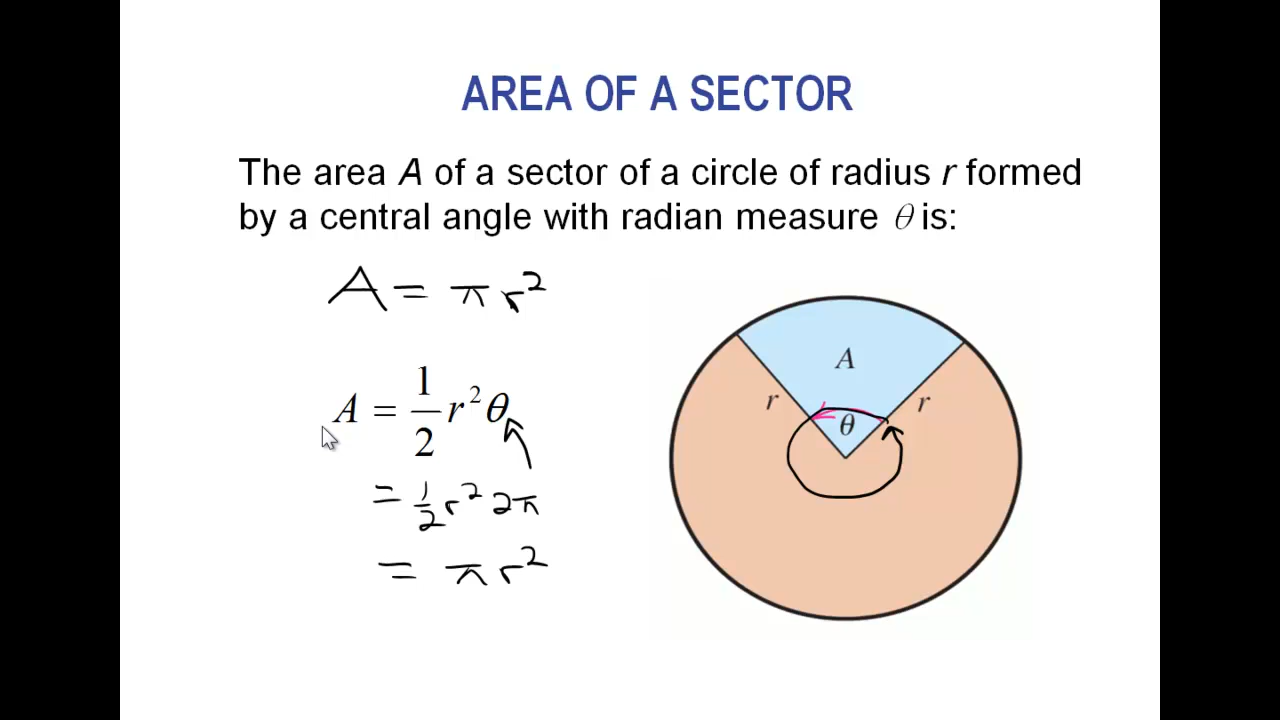 AREA OF A SECTOR
The area A of a sector of a circle of radius r formed
by a central angle with radian measure θ is:
A = πr²
A = 1/2 r²θ
= 1/2 r² 2π
= πr²
A
r
r
θ